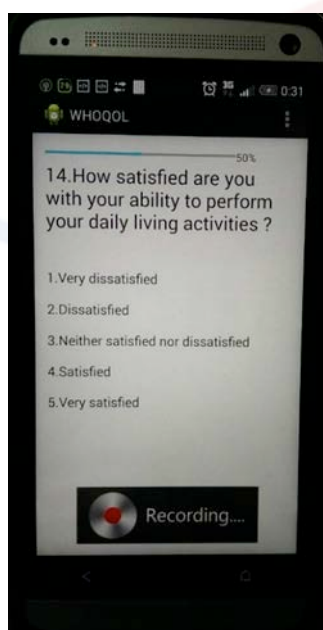 3G 0:31
WHOQOL
50%
14.How satisfied are you
with your ability to perform
your daily living activities ?
1.Very dissatisfied
2.Dissatisfied
3.Neither satisfied nor dissatisfied
4.Satisfied
5.Very satisfied
Recording....